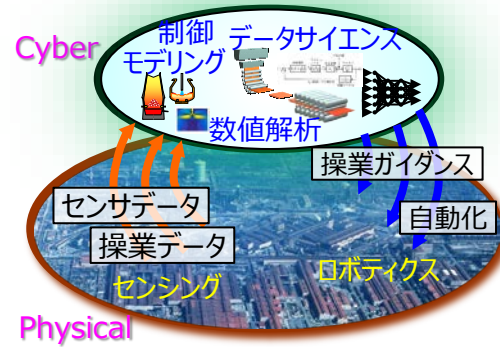 Cyber
制御
モデリング
データサイエンス
数値解析
操業ガイダンス
センサデータ
自動化
操業データ
ロボティクス
センシング
Physical